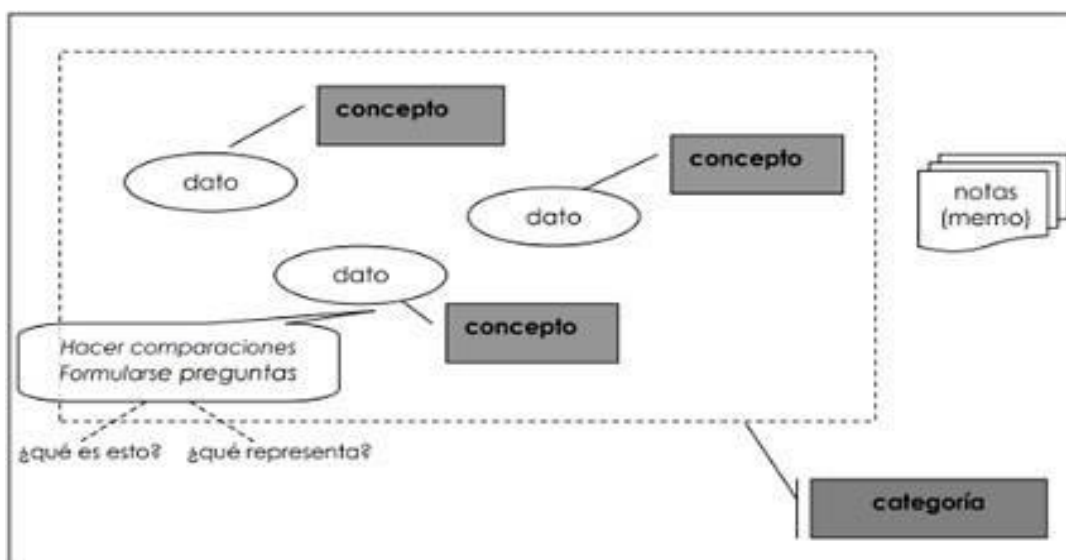 concepto
concepto
dato
dato
notas
(memo)
dato
concepto
Hacer comparaciones
Formularse preguntas
¿qué es esto? ¿qué representa?
categoría